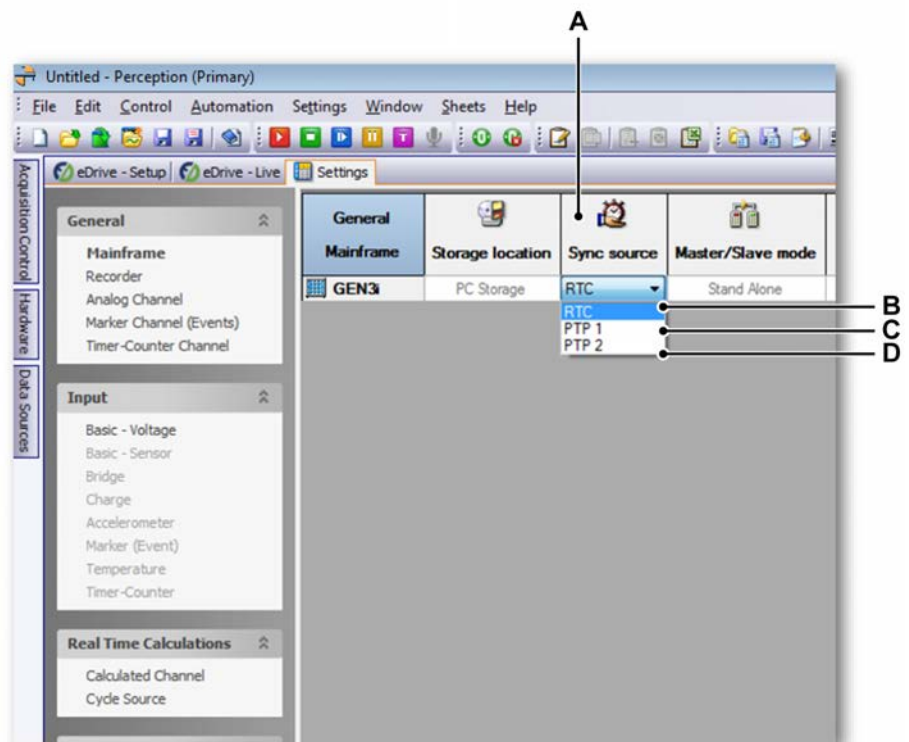 A
Untitled - Perception (Primary)
File Edit Control Automation Settings Window Sheets Help
eDrive - Setup eDrive - Live Settings
Acquisition Control
Hardware
Data Sources
General
Mainframe
Recorder
Analog Channel
Marker Channel (Events)
Timer-Counter Channel
Input
Basic - Voltage
Basic - Sensor
Bridge
Charge
Accelerometer
Marker (Event)
Temperature
Timer-Counter
Real Time Calculations
Calculated Channel
Cycle Source
General
Mainframe Storage location Sync source Master/Slave mode
GEN3i PC Storage RTC Stand Alone
RTC B
PTP 1 C
PTP 2 D